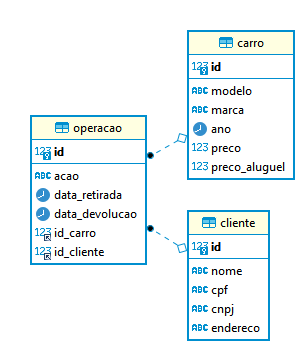 carro
123 id
ABC modelo
ABC marca
ano
123 preco
123 preco_aluguel
operacao
123 id
ABC acao
data_retirada
data_devolucao
123 id_carro
123 id_cliente
cliente
123 id
ABC nome
ABC cpf
ABC cnpj
ABC endereco